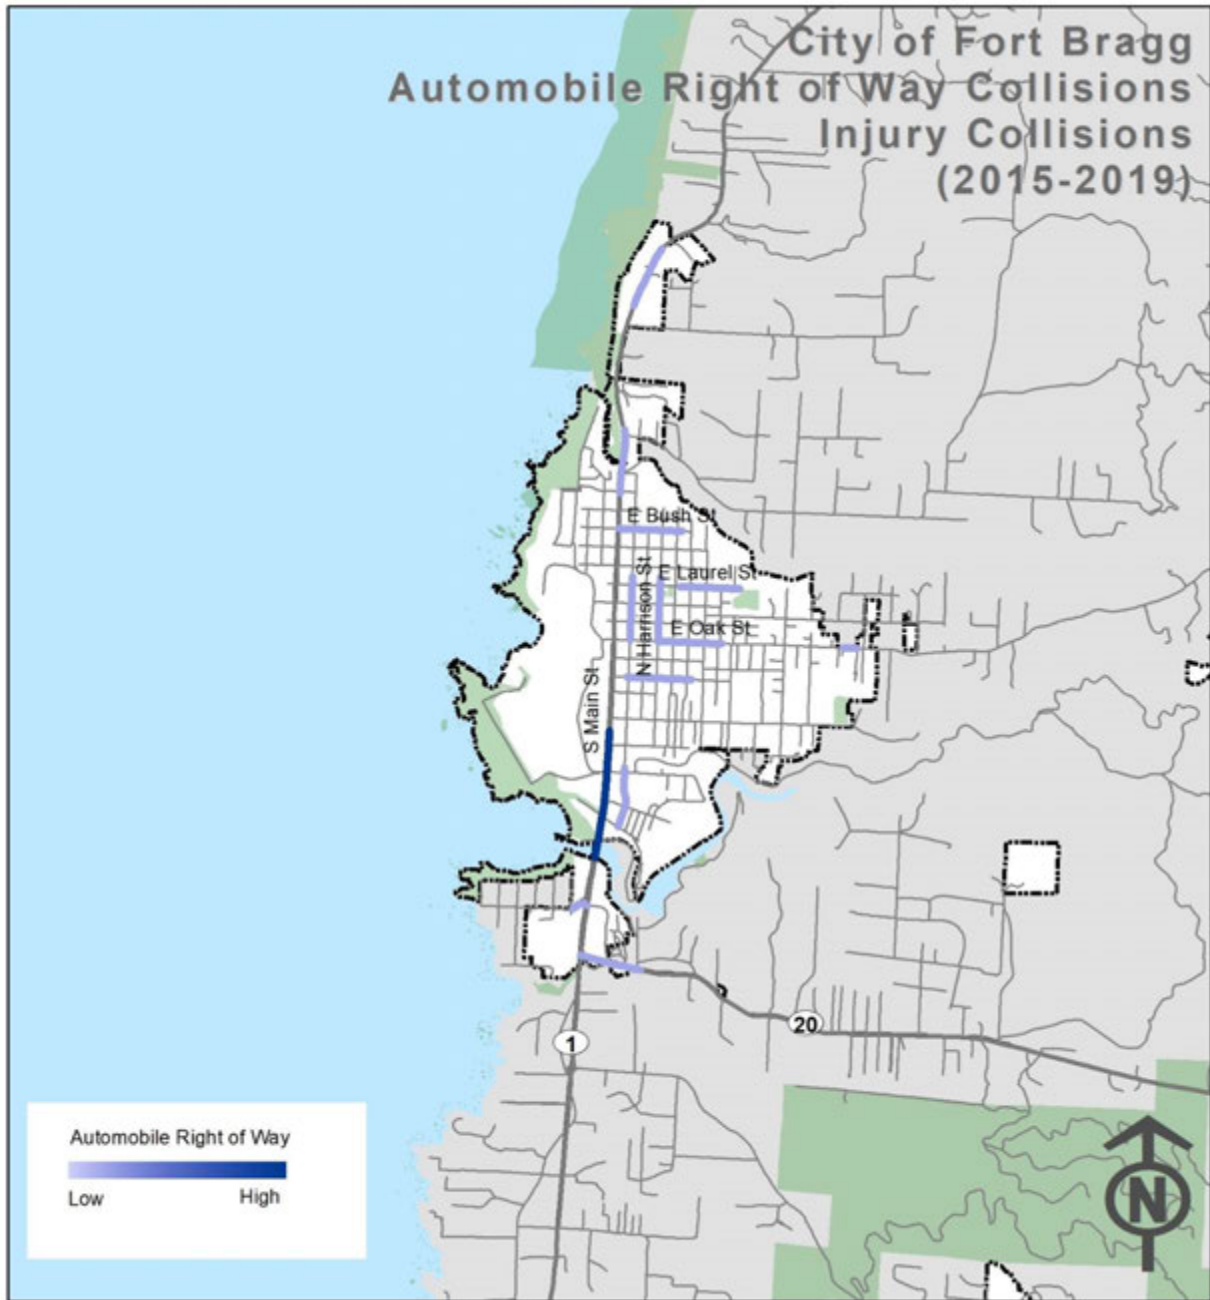 City of Fort Bragg
Automobile Right of Way Collisions
Injury Collisions
(2015-2019)
E Bush St
E Laurel St
N Harrison St
E Oak St
S Main St
20
1
Automobile Right of Way
Low High
N